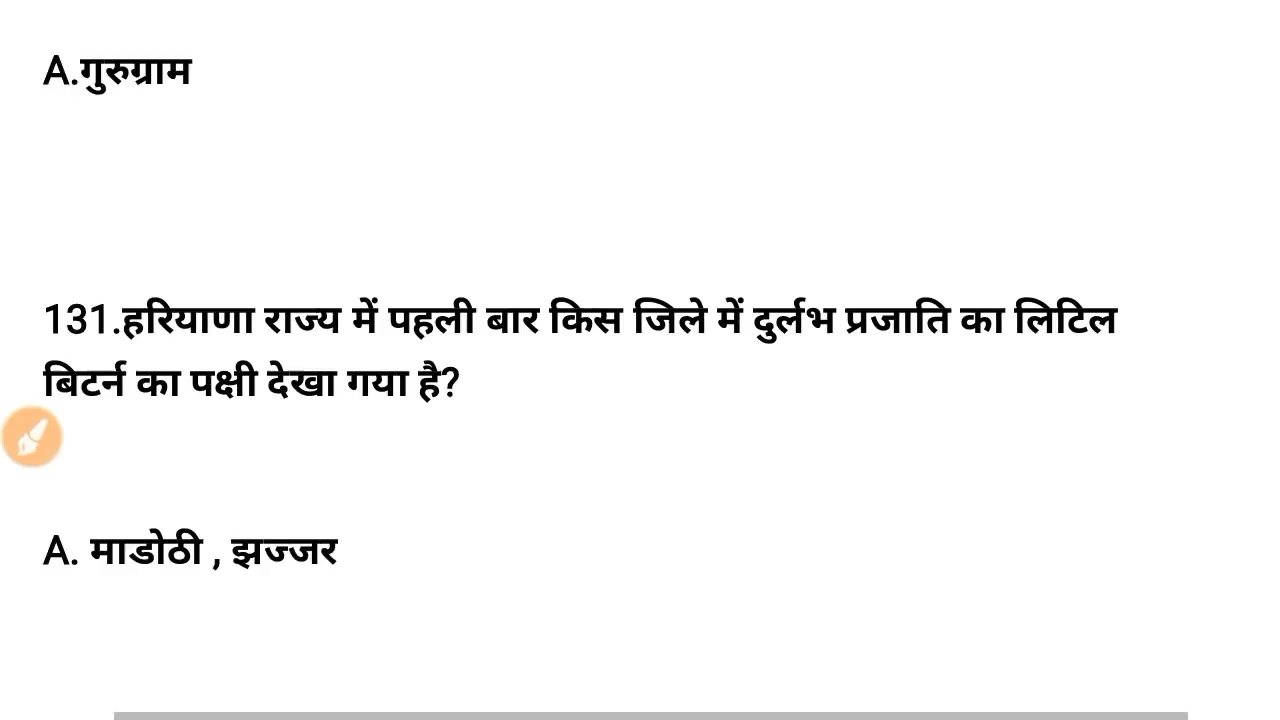 A.गुरुग्राम
131.हरियाणा राज्य में पहली बार किस जिले में दुर्लभ प्रजाति का लिटिल
बिटर्न का पक्षी देखा गया है?
A. माडोठी , झज्जर